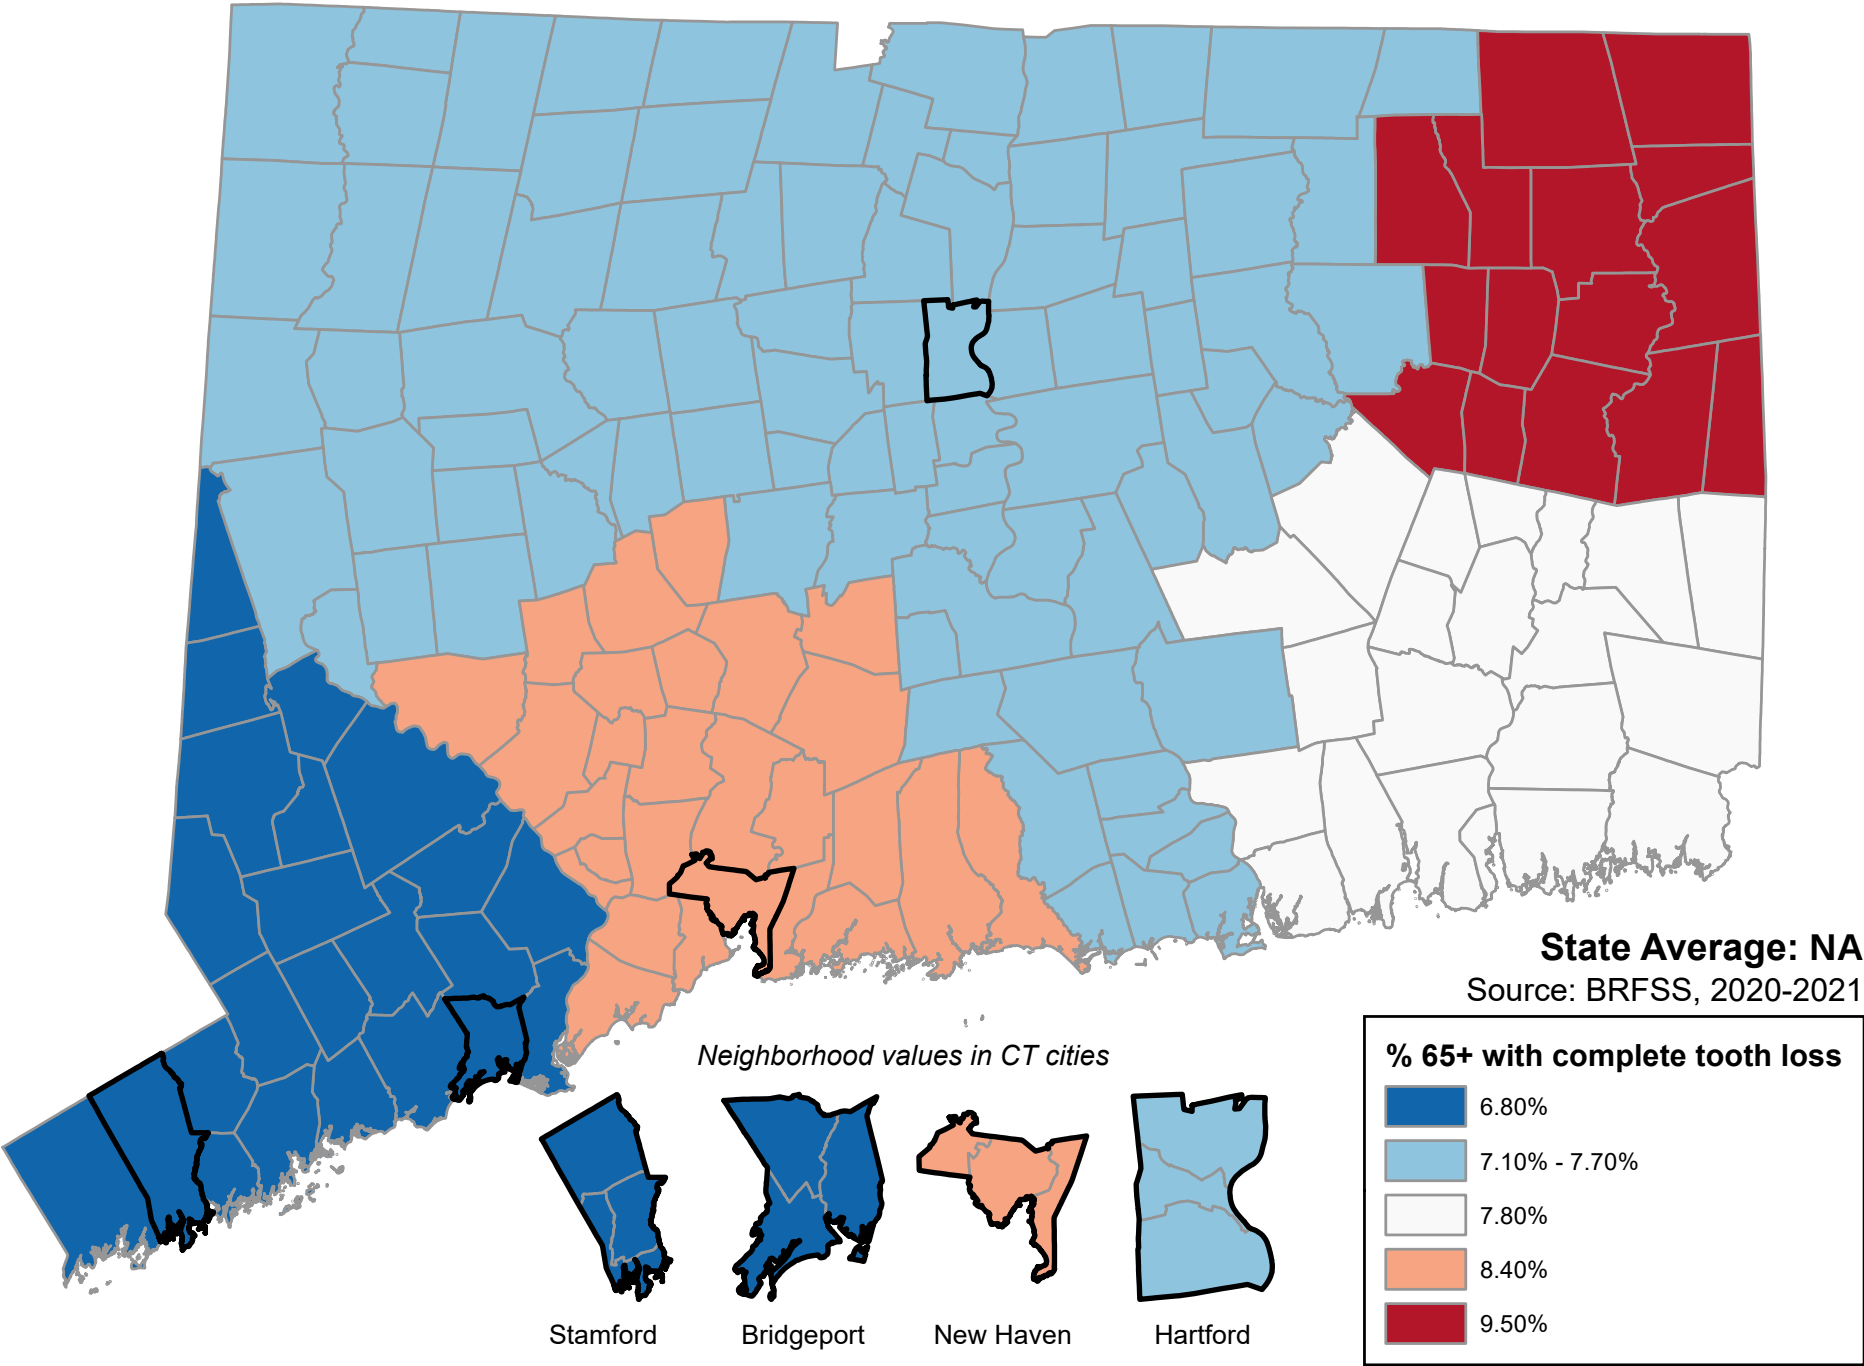 State Average: NA
Source: BRFSS, 2020-2021
Neighborhood values in CT cities
% 65+ with complete tooth loss
6.80%
7.10% - 7.70%
7.80%
8.40%
9.50%
Stamford
Bridgeport
New Haven
Hartford